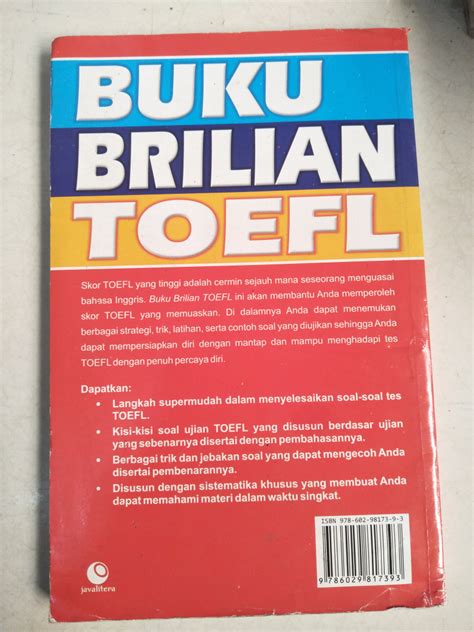 BUKU
BRILIAN
TOEFL
Skor TOEFL yang tinggi adalah cermin sejauh mana seseorang menguasai
bahasa Inggris. Buku Brilian TOEFL ini akan membantu Anda memperoleh
skor TOEFL yang memuaskan. Di dalamnya Anda dapat menemukan
berbagai strategi, trik, latihan, serta contoh soal yang diujikan sehingga Anda
dapat mempersiapkan diri dengan mantap dan mampu menghadapi tes
TOEFL dengan penuh percaya diri.
Dapatkan:
• Langkah supermudah dalam menyelesaikan soal-soal tes
TOEFL.
• Kisi-kisi soal ujian TOEFL yang disusun berdasar ujian
yang sebenarnya disertai dengan pembahasannya.
• Berbagai trik dan jebakan soal yang dapat mengecoh Anda
disertai pembenarannya.
• Disusun dengan sistematika khusus yang membuat Anda
dapat memahami materi dalam waktu singkat.
ISBN 978-602-98173-9-3
9 786029 817393
javalitera